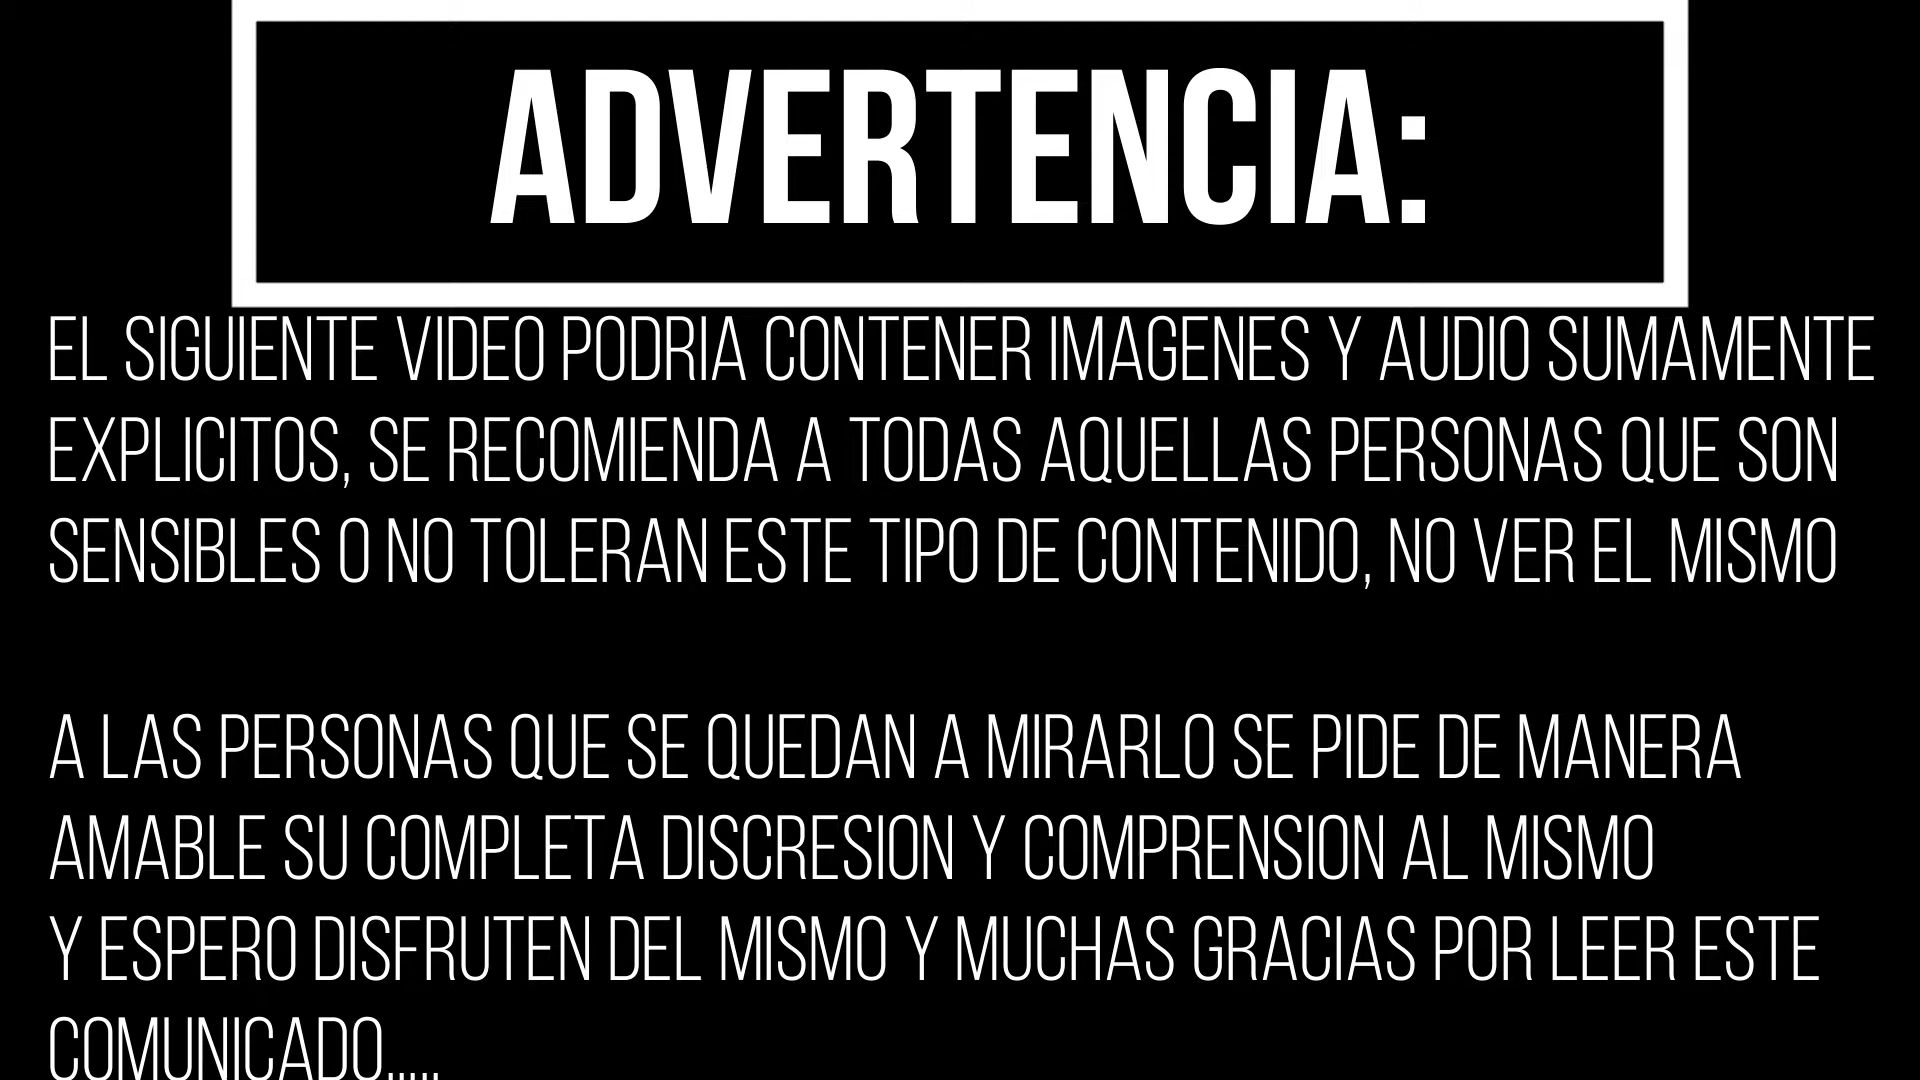 ADVERTENCIA:
EL SIGUIENTE VIDEO PODRIA CONTENER IMAGENES Y AUDIO SUMAMENTE
EXPLICITOS, SE RECOMIENDA A TODAS AQUELLAS PERSONAS QUE SON
SENSIBLES O NO TOLERAN ESTE TIPO DE CONTENIDO, NO VER EL MISMO
A LAS PERSONAS QUE SE QUEDAN A MIRARLO SE PIDE DE MANERA
AMABLE SU COMPLETA DISCRESION Y COMPRENSION AL MISMO
Y ESPERO DISFRUTEN DEL MISMO Y MUCHAS GRACIAS POR LEER ESTE
COMUNICADO.....